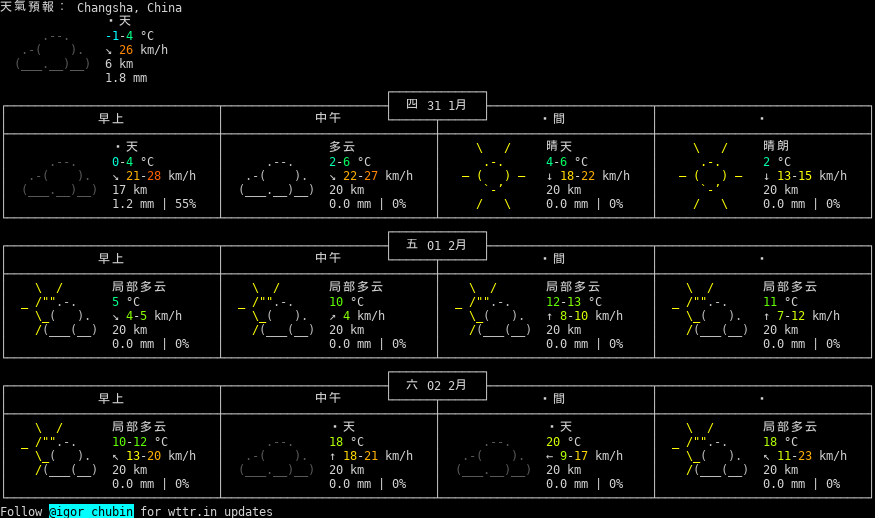 天氣預報： Changsha, China
・天
-1-4 °C
↘ 26 km/h
6 km
1.8 mm
四 31 1月
早上 中午 ・間 ・
・天 多云 晴天 晴朗
0-4 °C 2-6 °C 4-6 °C 2 °C
↘ 21-28 km/h ↘ 22-27 km/h ↓ 18-22 km/h ↓ 13-15 km/h
17 km 20 km 20 km 20 km
1.2 mm | 55% 0.0 mm | 0% 0.0 mm | 0% 0.0 mm | 0%
五 01 2月
早上 中午 ・間 ・
局部多云 局部多云 局部多云 局部多云
5 °C 10 °C 12-13 °C 11 °C
↘ 4-5 km/h ↗ 4 km/h ↑ 8-10 km/h ↑ 7-12 km/h
20 km 20 km 20 km 20 km
0.0 mm | 0% 0.0 mm | 0% 0.0 mm | 0% 0.0 mm | 0%
六 02 2月
早上 中午 ・間 ・
局部多云 ・天 ・天 局部多云
10-12 °C 18 °C 20 °C 18 °C
↖ 13-20 km/h ↑ 18-21 km/h ← 9-17 km/h ↖ 11-23 km/h
20 km 20 km 20 km 20 km
0.0 mm | 0% 0.0 mm | 0% 0.0 mm | 0% 0.0 mm | 0%
Follow @igor_chubin for wttr.in updates